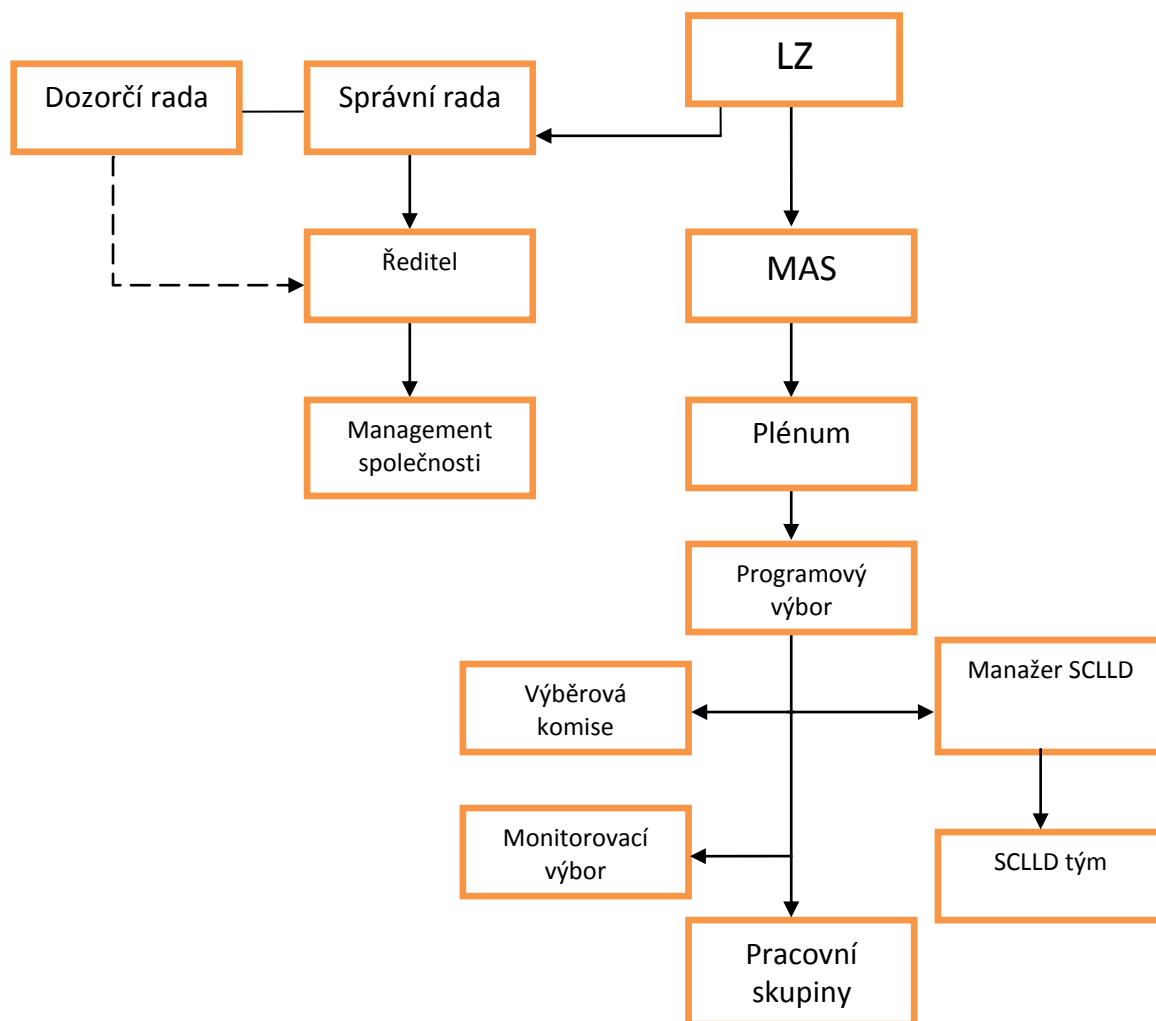 LZ
Dozorčí rada
Správní rada
Ředitel
MAS
Management
společnosti
Plénum
Programový
výbor
Výběrová
komise
Manažer SCLLD
Monitorovací
výbor
SCLLD tým
Pracovní
skupiny